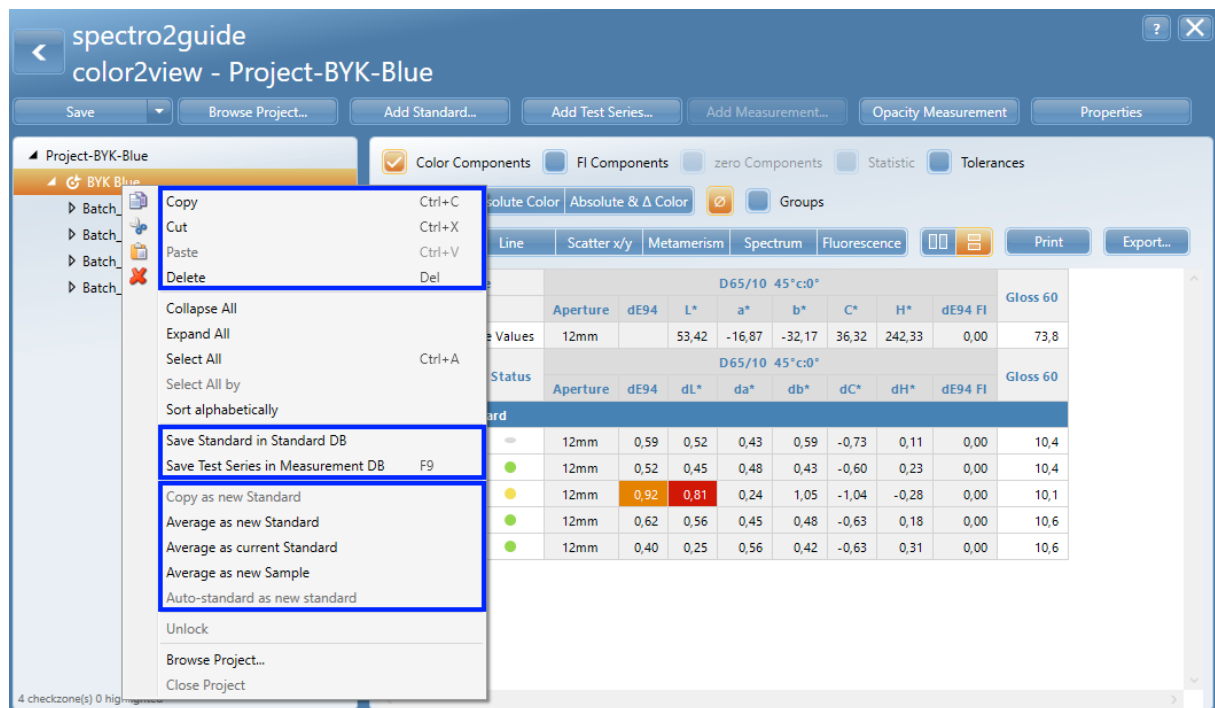 spectro2guide
color2view - Project-BYK-Blue
?
Save Browse Project... Add Standard... Add Test Series... Add Measurement... Opacity Measurement Properties
Project-BYK-Blue
BYK Blue
Batch_
Batch_
Batch_
Batch_
4 checkzone(s) 0
Copy Ctrl+C
Cut Ctrl+X
Paste Ctrl+V
Delete Del
Collapse All
Expand All
Select All Ctrl+A
Select All by
Sort alphabetically
Save Standard in Standard DB
Save Test Series in Measurement DB F9
Copy as new Standard
Average as new Standard
Average as current Standard
Average as new Sample
Auto-standard as new standard
Unlock
Browse Project...
Close Project
Color Components FI Components zero Components Statistic Tolerances
Color Absolute & Δ Color Ø Groups
Line Scatter x/y Metamerism Spectrum Fluorescence Print Export...
D65/10 45°c:0° Gloss 60
Aperture dE94 L* a* b* C* H* dE94 FI
Values 12mm 53,42 -16,87 -32,17 36,32 242,33 0,00 73,8
Status D65/10 45°c:0° Gloss 60
Aperture dE94 dL* da* db* dC* dH* dE94 FI
12mm 0,59 0,52 0,43 0,59 -0,73 0,11 0,00 10,4
12mm 0,52 0,45 0,48 0,43 -0,60 0,23 0,00 10,4
12mm 0,92 0,81 0,24 1,05 -1,04 -0,28 0,00 10,1
12mm 0,62 0,56 0,45 0,48 -0,63 0,18 0,00 10,6
12mm 0,40 0,25 0,56 0,42 -0,63 0,31 0,00 10,6